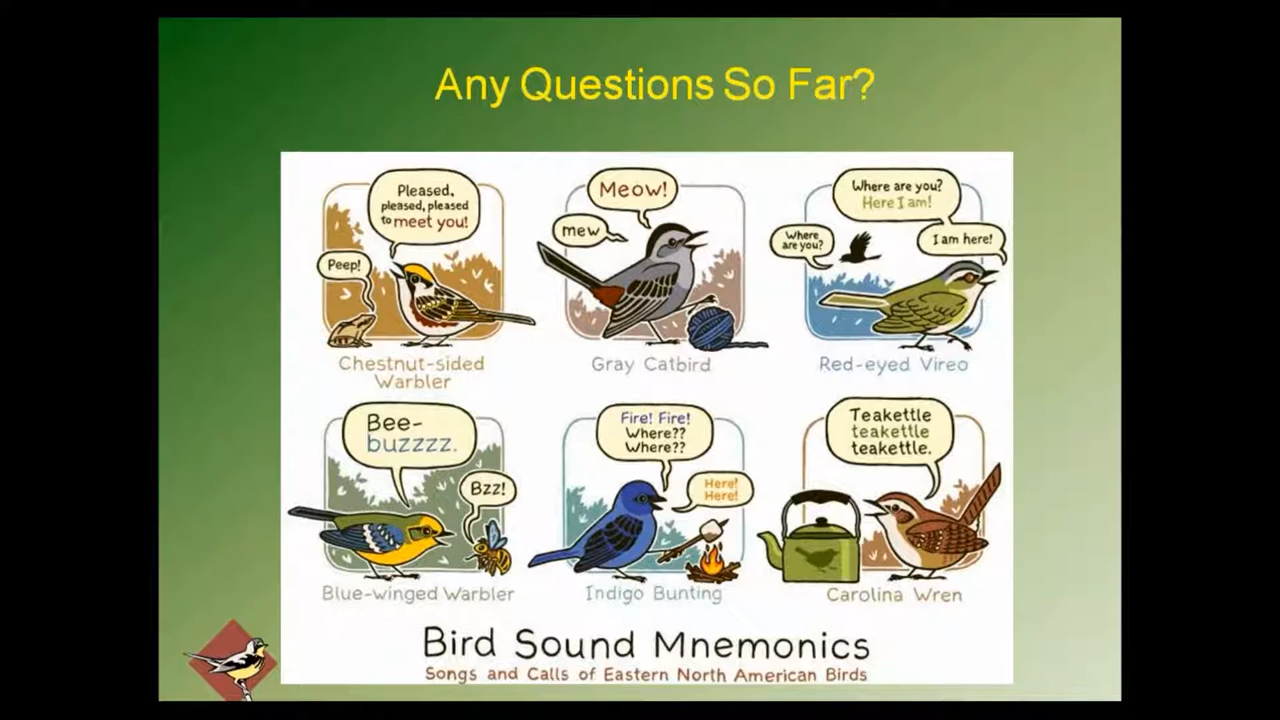 Any Questions So Far?
Pleased,
pleased, pleased
to meet you!
Peep!
Chestnut-sided
Warbler
Meow!
mew
Gray Catbird
Where are you?
Here I am!
Where
are you?
I am here!
Red-eyed Vireo
Bee-
buzzzz.
Bzz!
Blue-winged Warbler
Fire! Fire!
Where??
Where??
Here!
Here!
Indigo Bunting
Teakettle
teakettle
teakettle.
Carolina Wren
Bird Sound Mnemonics
Songs and Calls of Eastern North American Birds